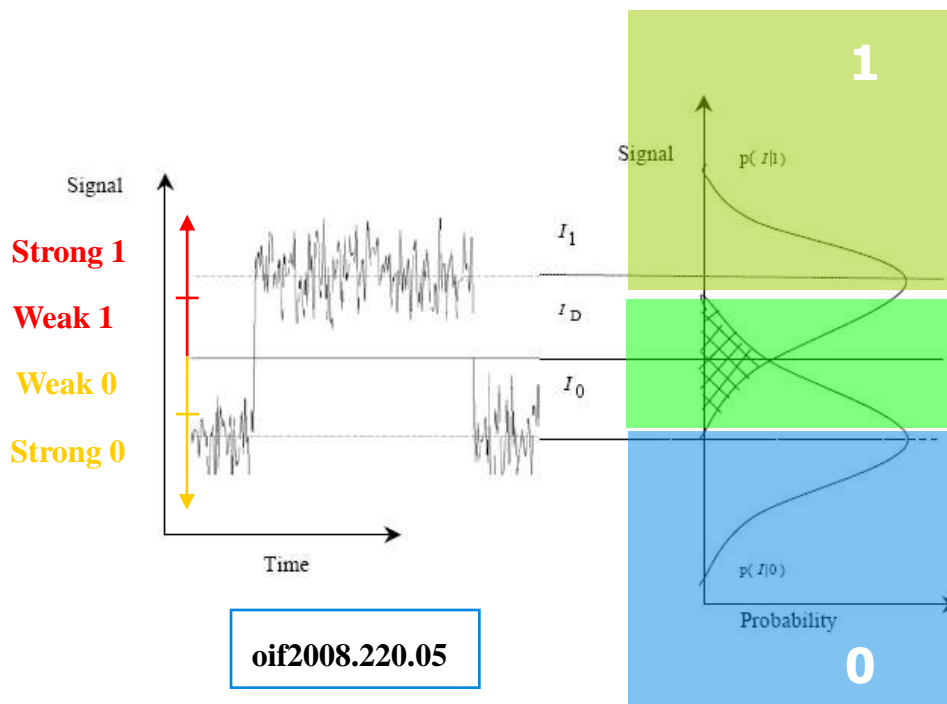 1
Signal
p( I|1)
Signal
Strong 1
I1
Weak 1
ID
Weak 0
I0
Strong 0
Time
p( I|0)
Probability
oif2008.220.05
0